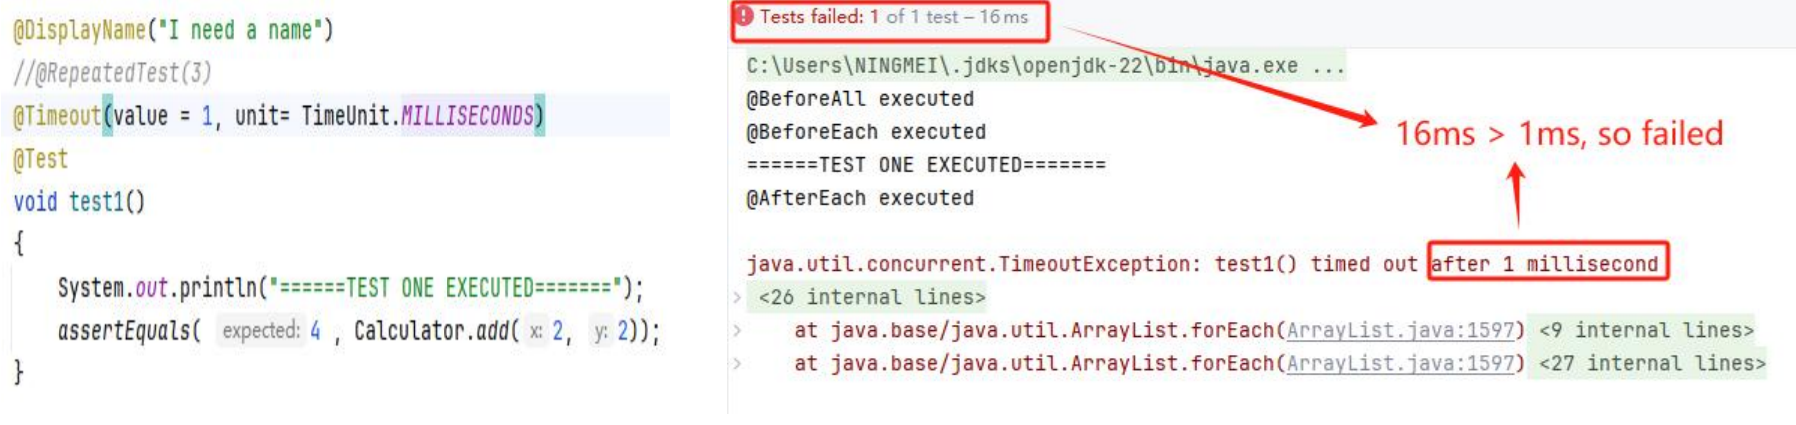 @DisplayName("I need a name")
//@RepeatedTest(3)
@Timeout(value = 1, unit= TimeUnit.MILLISECONDS)
@Test
void test1()
{
System.out.println("======TEST ONE EXECUTED=======");
assertEquals( expected: 4 , Calculator.add( x: 2, y: 2));
}
Tests failed: 1 of 1 test – 16 ms
C:\Users\NINGMEI\.jdks\openjdk-22\bin\java.exe ...
@BeforeAll executed
@BeforeEach executed
======TEST ONE EXECUTED=======
@AfterEach executed
16ms > 1ms, so failed
java.util.concurrent.TimeoutException: test1() timed out after 1 millisecond
<26 internal lines>
at java.base/java.util.ArrayList.forEach(ArrayList.java:1597) <9 internal lines>
at java.base/java.util.ArrayList.forEach(ArrayList.java:1597) <27 internal lines>